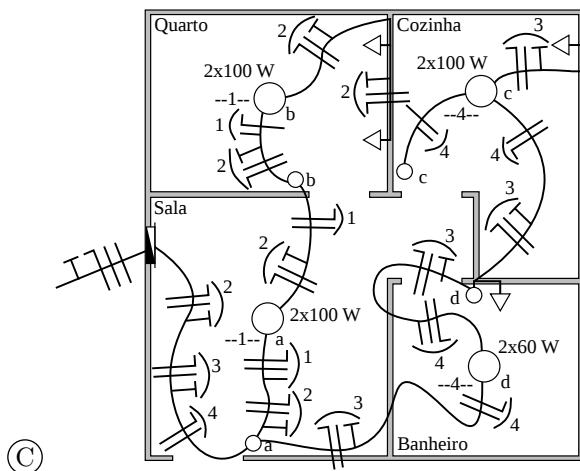 Quarto
Cozinha
2
3
2x100 W
2x100 W
--1--
b
2
c
1
--4--
4
4
2
b
c
3
Sala
1
3
2
2
d
2x100 W
--1--
a
1
2x60 W
3
4
--4--
d
2
3
4
4
a
Banheiro
C